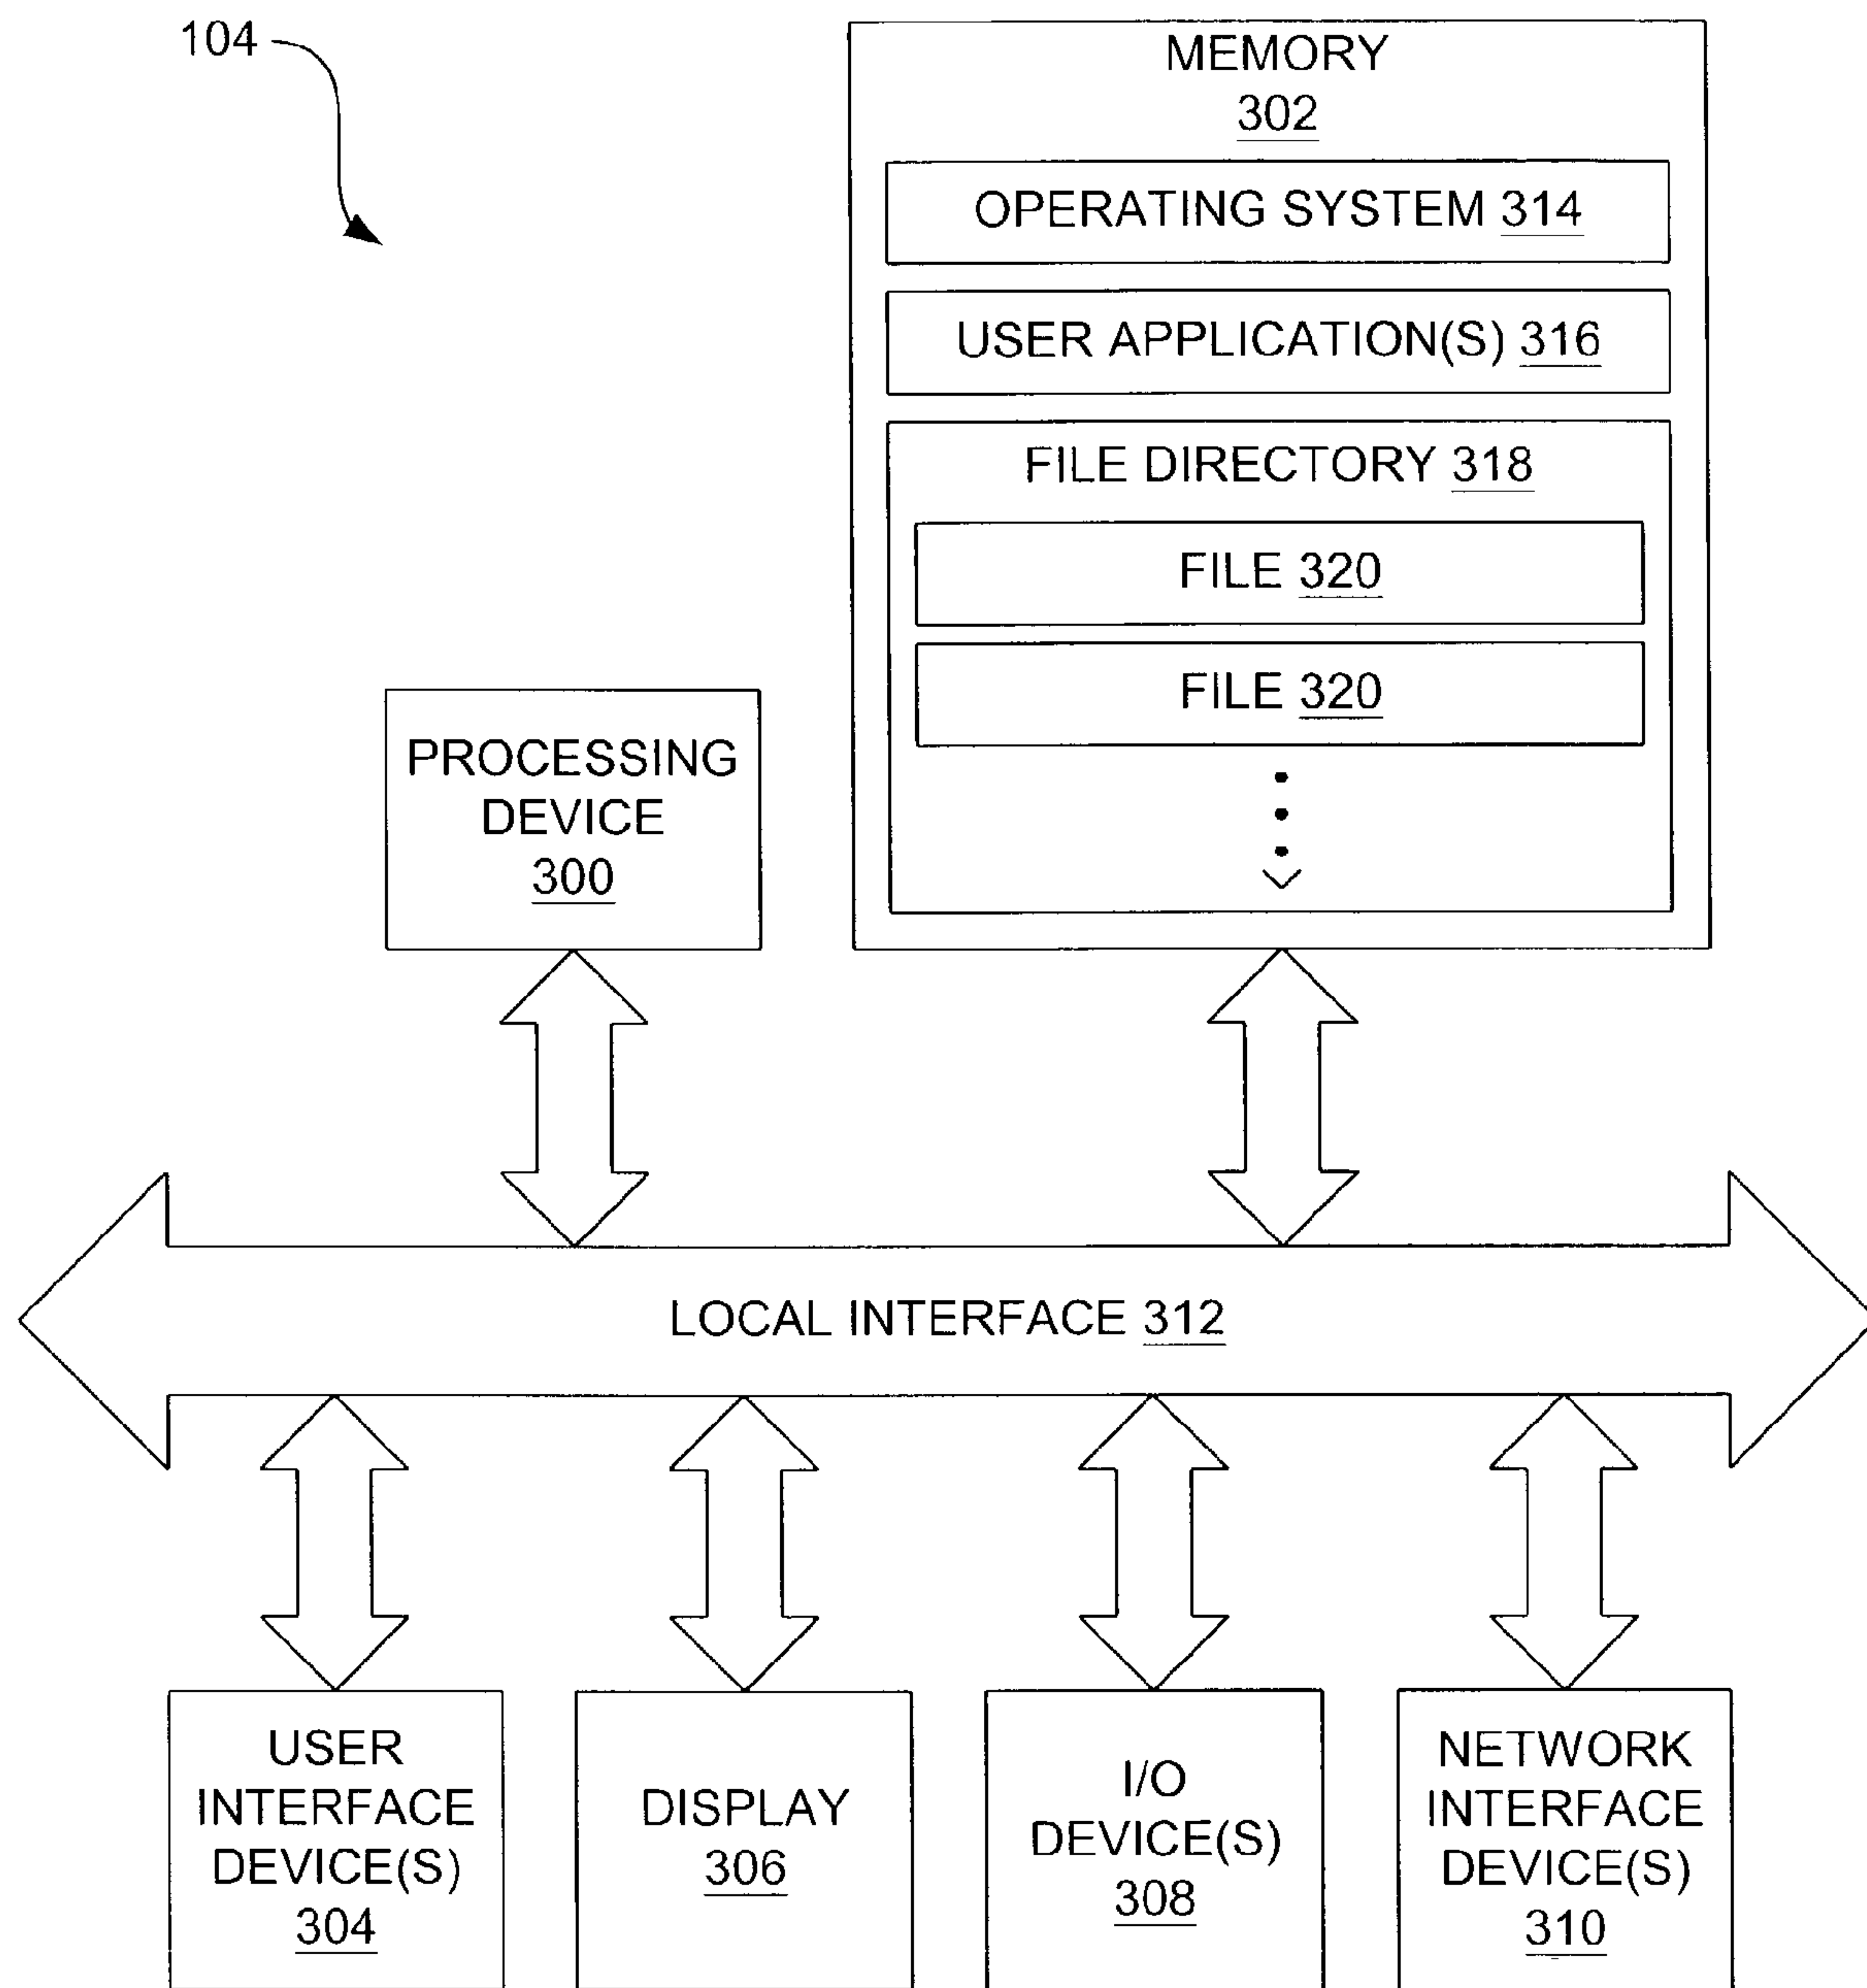 104
MEMORY
302
OPERATING SYSTEM 314
USER APPLICATION(S) 316
FILE DIRECTORY 318
FILE 320
FILE 320
PROCESSING
DEVICE
300
LOCAL INTERFACE 312
USER
INTERFACE
DEVICE(S)
304
DISPLAY
306
I/O
DEVICE(S)
308
NETWORK
INTERFACE
DEVICE(S)
310